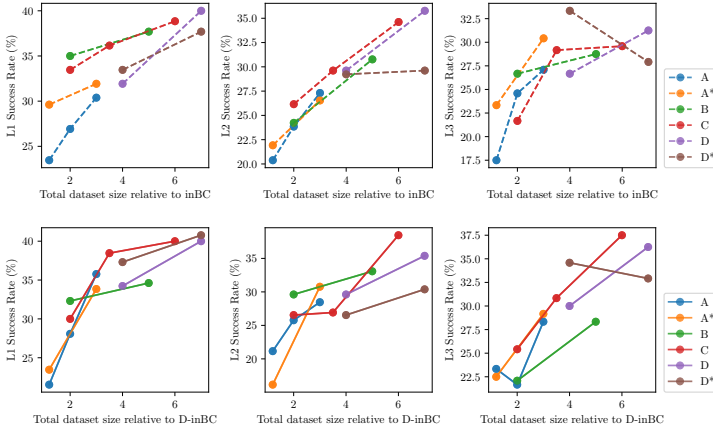 L1 Success Rate (%)
40
35
30
25
2
4
6
Total dataset size relative to inBC
L2 Success Rate (%)
35.0
32.5
30.0
27.5
25.0
22.5
20.0
2
4
6
Total dataset size relative to inBC
L3 Success Rate (%)
32.5
30.0
27.5
25.0
22.5
20.0
17.5
2
4
6
Total dataset size relative to inBC
A
A*
B
C
D
D*
L1 Success Rate (%)
40
35
30
25
2
4
6
Total dataset size relative to D-inBC
L2 Success Rate (%)
35
30
25
20
2
4
6
Total dataset size relative to D-inBC
L3 Success Rate (%)
37.5
35.0
32.5
30.0
27.5
25.0
22.5
2
4
6
Total dataset size relative to D-inBC
A
A*
B
C
D
D*